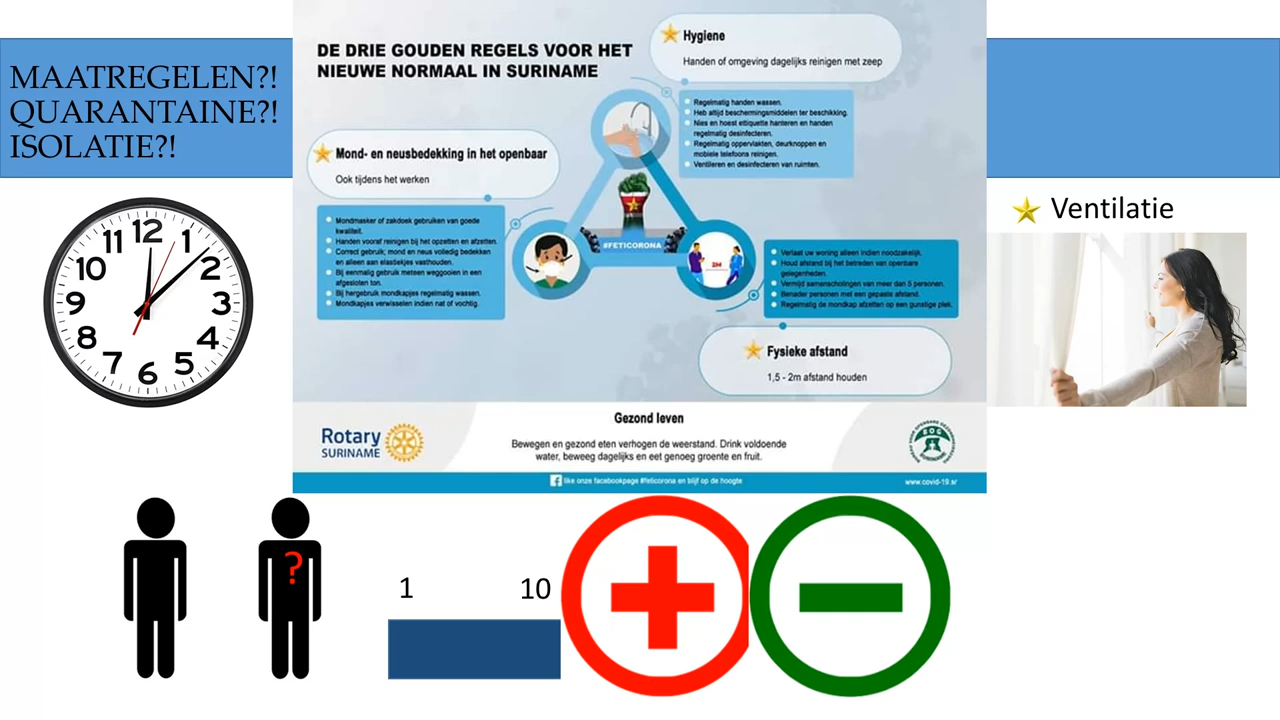 MAATREGELEN?!
QUARANTAINE?!
ISOLATIE?!
DE DRIE GOUDEN REGELS VOOR HET
NIEUWE NORMAAL IN SURINAME
Hygiene
Handen of omgeving dagelijks reinigen met zeep
Regelmatig handen wassen.
Heb altijd beschermingsmiddelen ter beschikking.
Nies en hoest etiquette hanteren en handen
regelmatig desinfecteren.
Regelmatig oppervlakten, deurknoppen en
mobiele telefoons reinigen.
Ventileren en desinfecteren van ruimten.
Mond- en neusbedekking in het openbaar
Ook tijdens het werken
Mondmasker of zakdoek gebruiken van goede
kwaliteit.
Handen vooraf reinigen bij het opzetten en afzetten.
Correct gebruik; mond en neus volledig bedekken
en alleen aan elastiekjes vasthouden.
Bij eenmalig gebruik meteen weggooien in een
afgesloten ton.
Bij hergebruik mondkapjes regelmatig wassen.
Mondkapjes verwisselen indien nat of vochtig.
#FETICORONA
2M
Verlaat uw woning alleen indien noodzakelijk.
Houd afstand bij het betreden van openbare
gelegenheden.
Vermijd samenscholingen van meer dan 5 personen.
Benader personen met een gepaste afstand.
Regelmatig de mondkap afzetten op een gunstige plek.
Fysieke afstand
1,5 - 2m afstand houden
Gezond leven
Bewegen en gezond eten verhogen de weerstand. Drink voldoende
water, beweeg dagelijks en eet genoeg groente en fruit.
Rotary
SURINAME
BOG
SURINAME
like onze facebookpage #feticorona en blijf op de hoogte
www.covid-19.sr
Ventilatie
12
1
2
3
4
5
6
7
8
9
10
11
?
1 10